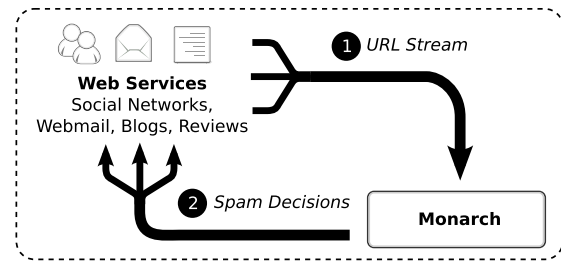 1 URL Stream
Web Services
Social Networks,
Webmail, Blogs, Reviews
2 Spam Decisions
Monarch